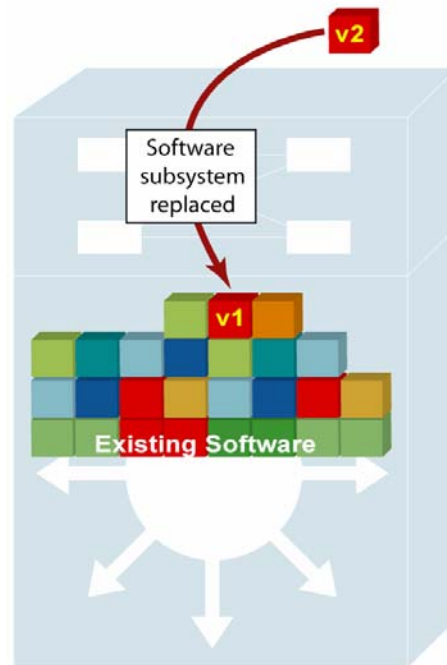 v2
Software
subsystem
replaced
v1
Existing Software